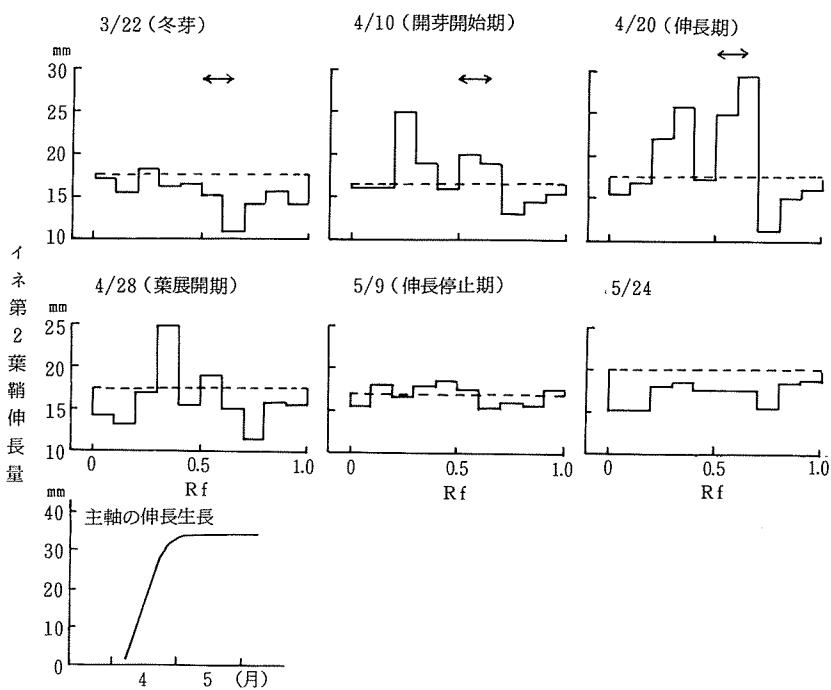 3/22(冬芽)
4/10(開芽開始期)
4/20(伸長期)
mm
30
25
20
15
10
4/28(葉展開期)
5/9(伸長停止期)
5/24
mm
25
20
15
10
0 0.5 1.0
Rf
0 0.5 1.0
Rf
0 0.5 1.0
Rf
イネ第2葉鞘伸長量
mm
40
30
20
10
0
主軸の伸長生長
4 5 (月)